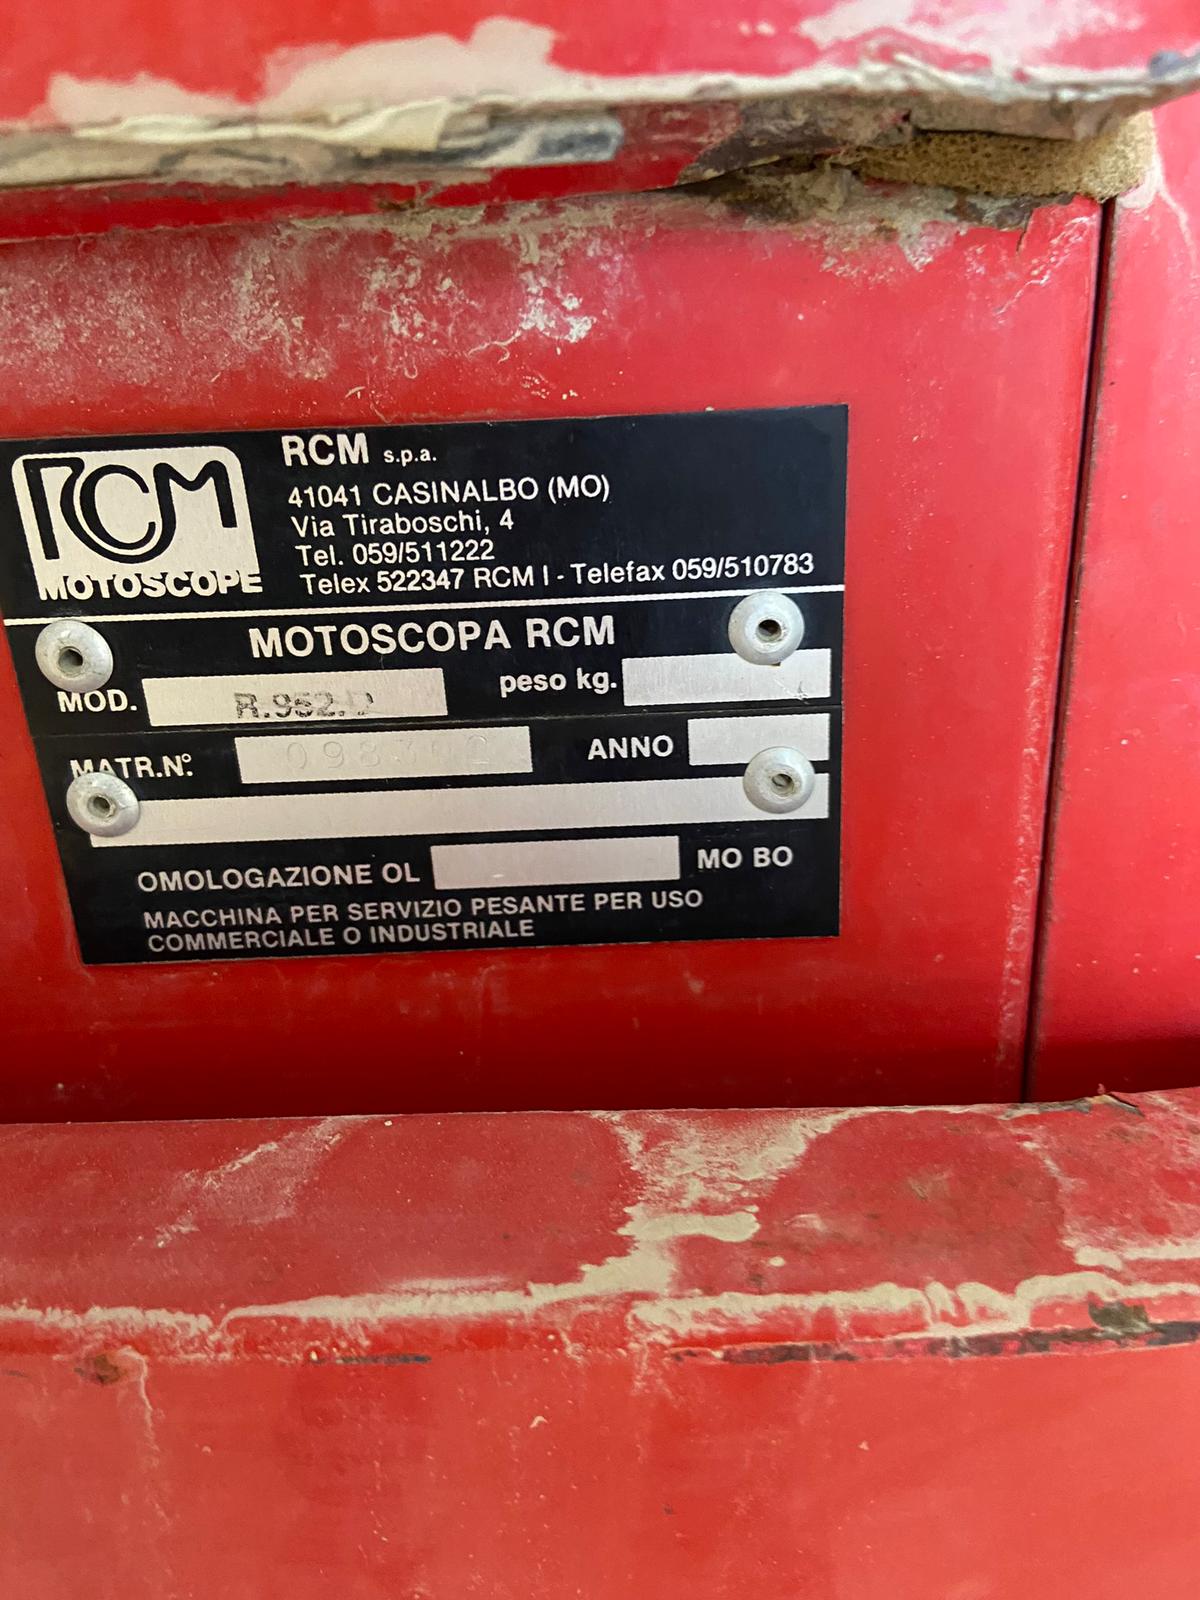 RCM
MOTOSCOPE
RCM s.p.a.
41041 CASINALBO (MO)
Via Tiraboschi, 4
Tel. 059/511222
Telex 522347 RCM I - Telefax 059/510783
MOTOSCOPA RCM
MOD. R.952.D peso kg.
MATR.N°. ANNO
OMOLOGAZIONE OL MO BO
MACCHINA PER SERVIZIO PESANTE PER USO
COMMERCIALE O INDUSTRIALE